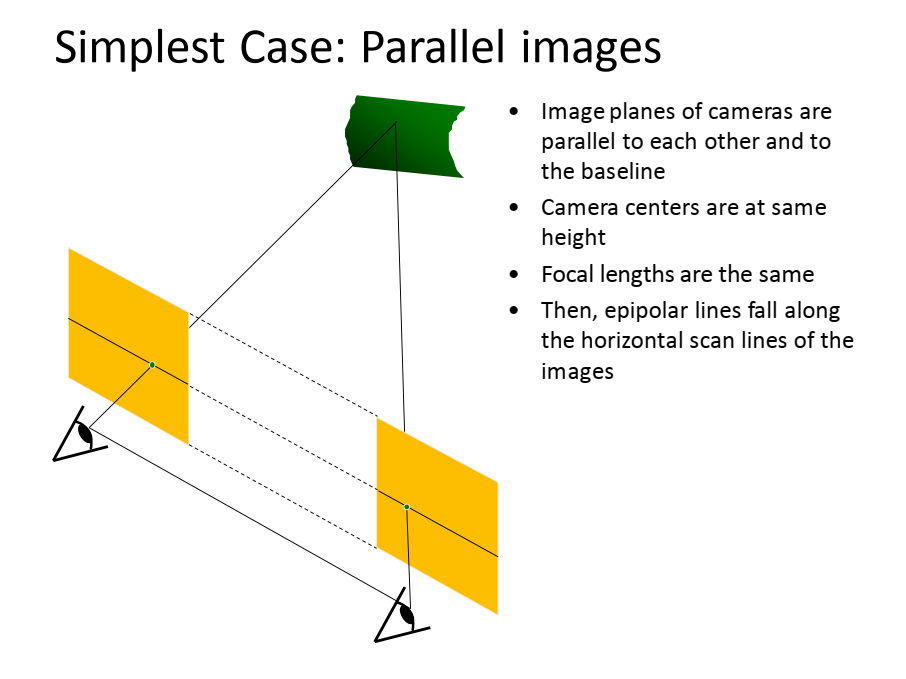 Simplest Case: Parallel images
• Image planes of cameras are
parallel to each other and to
the baseline
• Camera centers are at same
height
• Focal lengths are the same
• Then, epipolar lines fall along
the horizontal scan lines of the
images